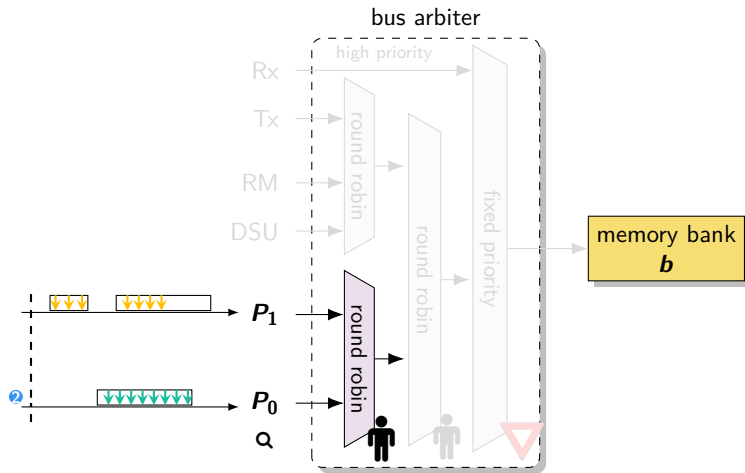 bus arbiter
high priority
Rx
Tx
RM
DSU
round robin
round robin
fixed priority
memory bank
b
P1
round robin
P0
2